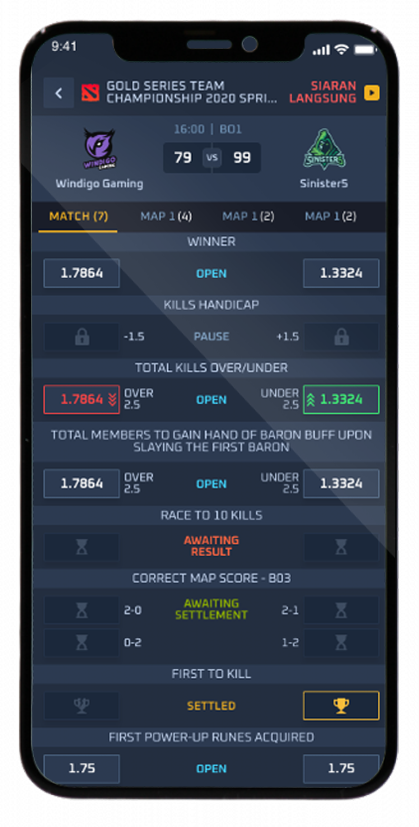 9:41
GOLD SERIES TEAM
CHAMPIONSHIP 2020 SPRI...
SIARAN
LANGSUNG
16:00 | BO1
79 VS 99
WINDIGO
GAMING
SINISTER5
Windigo Gaming
Sinister5
MATCH (7) MAP 1 (4) MAP 1 (2) MAP 1 (2)
WINNER
1.7864 OPEN 1.3324
KILLS HANDICAP
-1.5 PAUSE +1.5
TOTAL KILLS OVER/UNDER
1.7864 OVER 2.5 OPEN UNDER 2.5 1.3324
TOTAL MEMBERS TO GAIN HAND OF BARON BUFF UPON
SLAYING THE FIRST BARON
1.7864 OVER 2.5 OPEN UNDER 2.5 1.3324
RACE TO 10 KILLS
AWAITING
RESULT
CORRECT MAP SCORE - BO3
2-0 AWAITING SETTLEMENT 2-1
0-2 1-2
FIRST TO KILL
SETTLED
FIRST POWER-UP RUNES ACQUIRED
1.75 OPEN 1.75